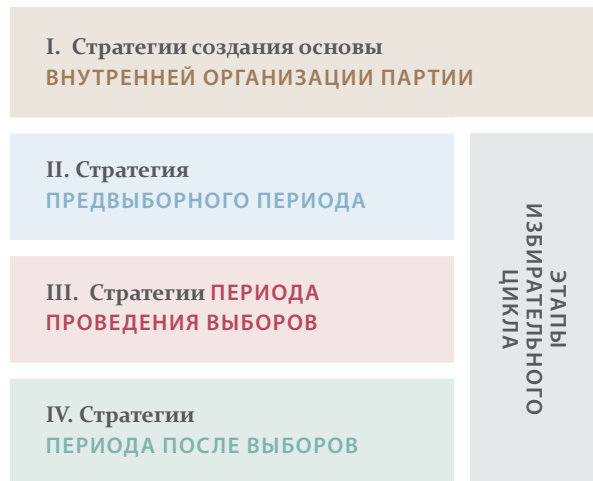 I. Стратегии создания основы
ВНУТРЕННЕЙ ОРГАНИЗАЦИИ ПАРТИИ
II. Стратегия
ПРЕДВЫБОРНОГО ПЕРИОДА
III. Стратегии ПЕРИОДА
ПРОВЕДЕНИЯ ВЫБОРОВ
IV. Стратегии
ПЕРИОДА ПОСЛЕ ВЫБОРОВ
ЭТАПЫ
ИЗБИРАТЕЛЬНОГО
ЦИКЛА